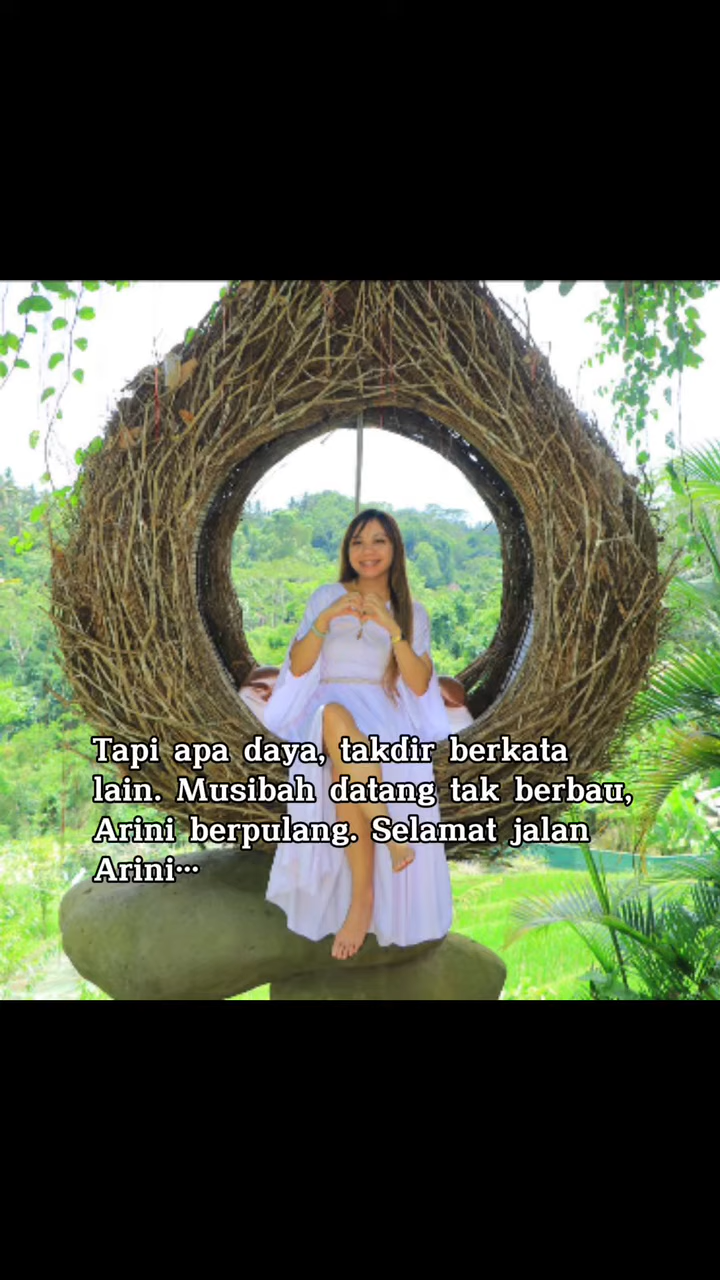 Tapi apa daya, takdir berkata
lain. Musibah datang tak berbau,
Arini berpulang. Selamat jalan
Arini…